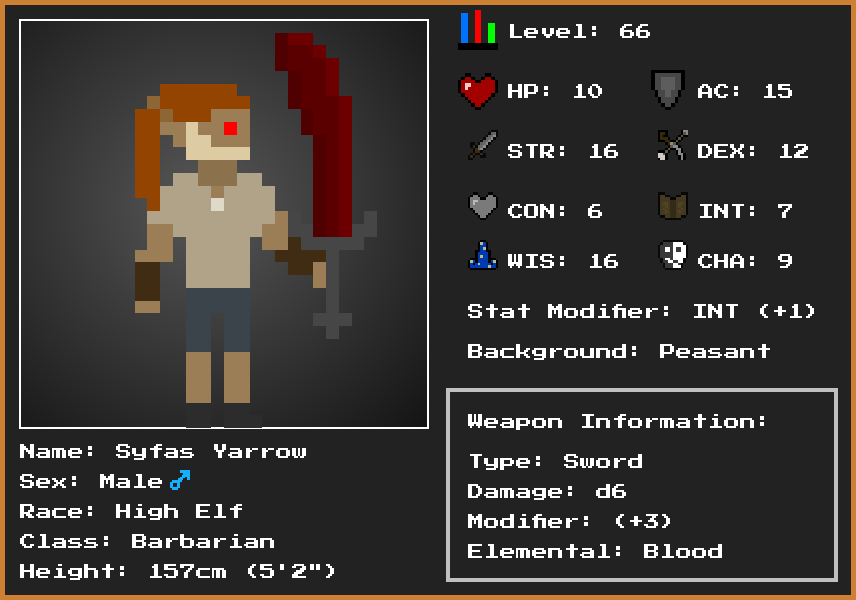 Level: 66
HP: 10 AC: 15
STR: 16 DEX: 12
CON: 6 INT: 7
WIS: 16 CHA: 9
Stat Modifier: INT (+1)
Background: Peasant
Weapon Information:
Type: Sword
Damage: d6
Modifier: (+3)
Elemental: Blood
Name: Syfas Yarrow
Sex: Male ♂
Race: High Elf
Class: Barbarian
Height: 157cm (5'2")